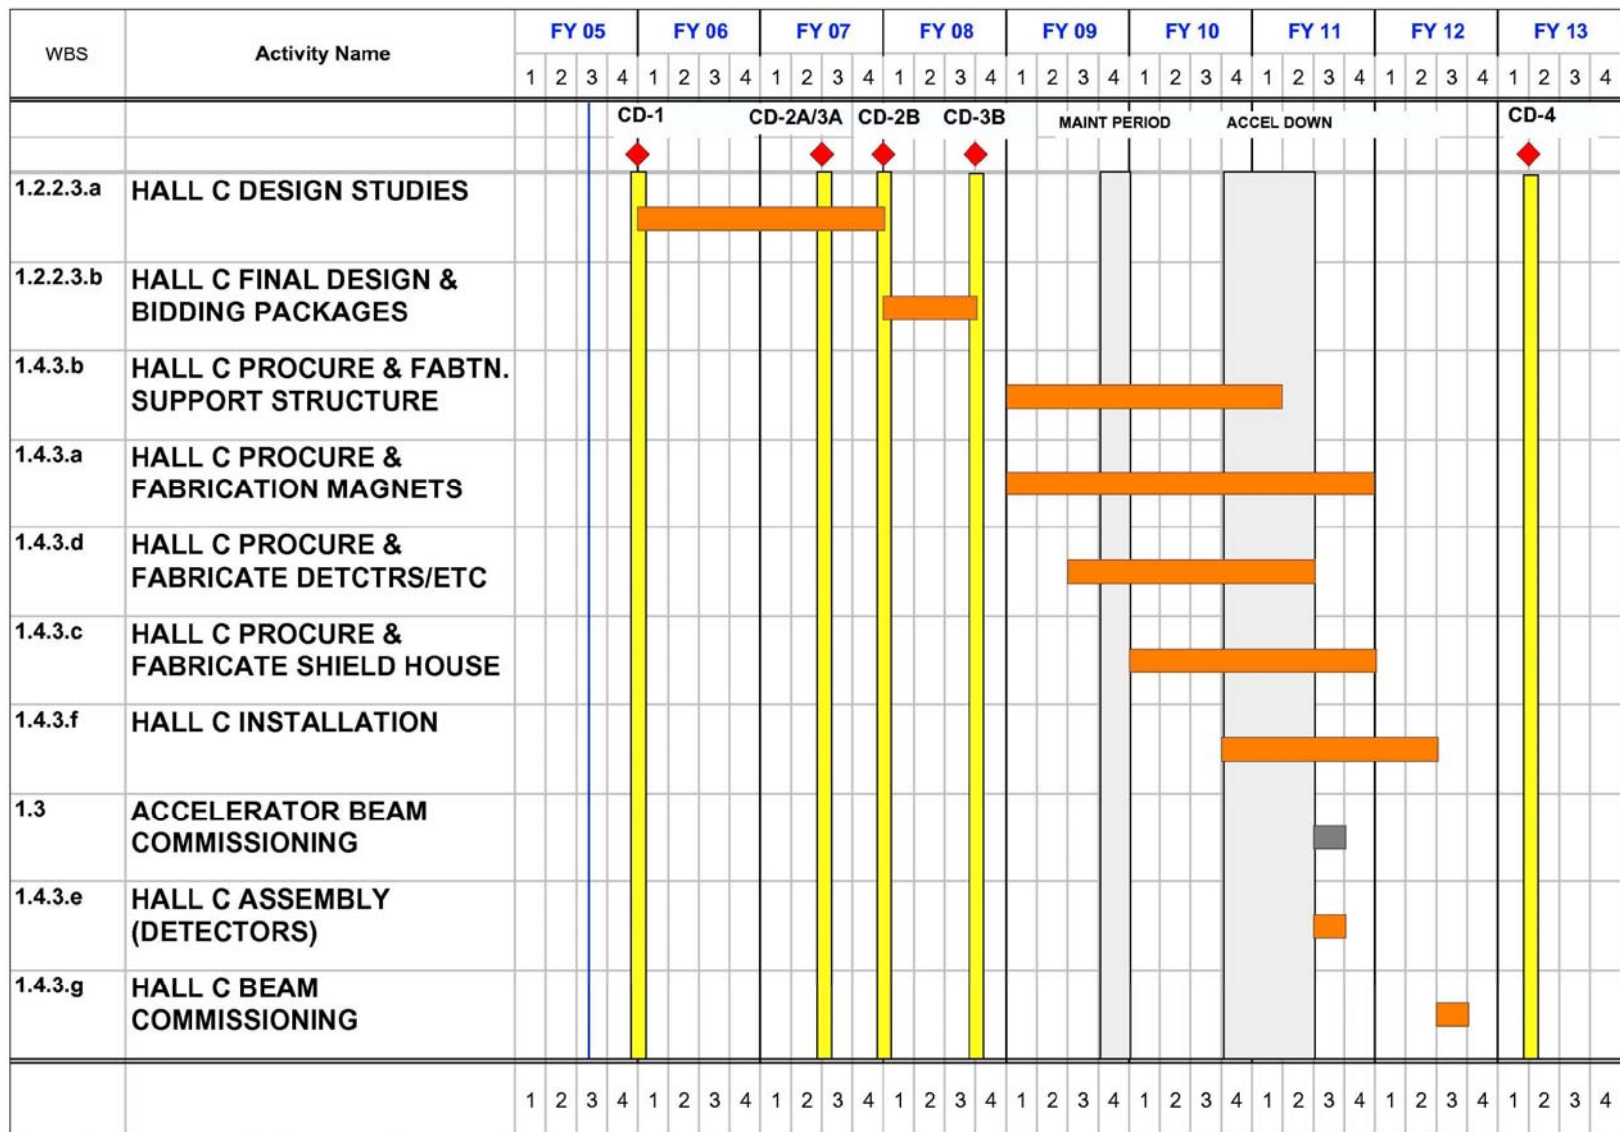 WBS Activity Name FY 05 FY 06 FY 07 FY 08 FY 09 FY 10 FY 11 FY 12 FY 13
1 2 3 4 1 2 3 4 1 2 3 4 1 2 3 4 1 2 3 4 1 2 3 4 1 2 3 4 1 2 3 4 1 2 3 4
CD-1 CD-2A/3A CD-2B CD-3B MAINT PERIOD ACCEL DOWN CD-4
1.2.2.3.a HALL C DESIGN STUDIES
1.2.2.3.b HALL C FINAL DESIGN &
BIDDING PACKAGES
1.4.3.b HALL C PROCURE & FABTN.
SUPPORT STRUCTURE
1.4.3.a HALL C PROCURE &
FABRICATION MAGNETS
1.4.3.d HALL C PROCURE &
FABRICATE DETCTRS/ETC
1.4.3.c HALL C PROCURE &
FABRICATE SHIELD HOUSE
1.4.3.f HALL C INSTALLATION
1.3 ACCELERATOR BEAM
COMMISSIONING
1.4.3.e HALL C ASSEMBLY
(DETECTORS)
1.4.3.g HALL C BEAM
COMMISSIONING
1 2 3 4 1 2 3 4 1 2 3 4 1 2 3 4 1 2 3 4 1 2 3 4 1 2 3 4 1 2 3 4 1 2 3 4